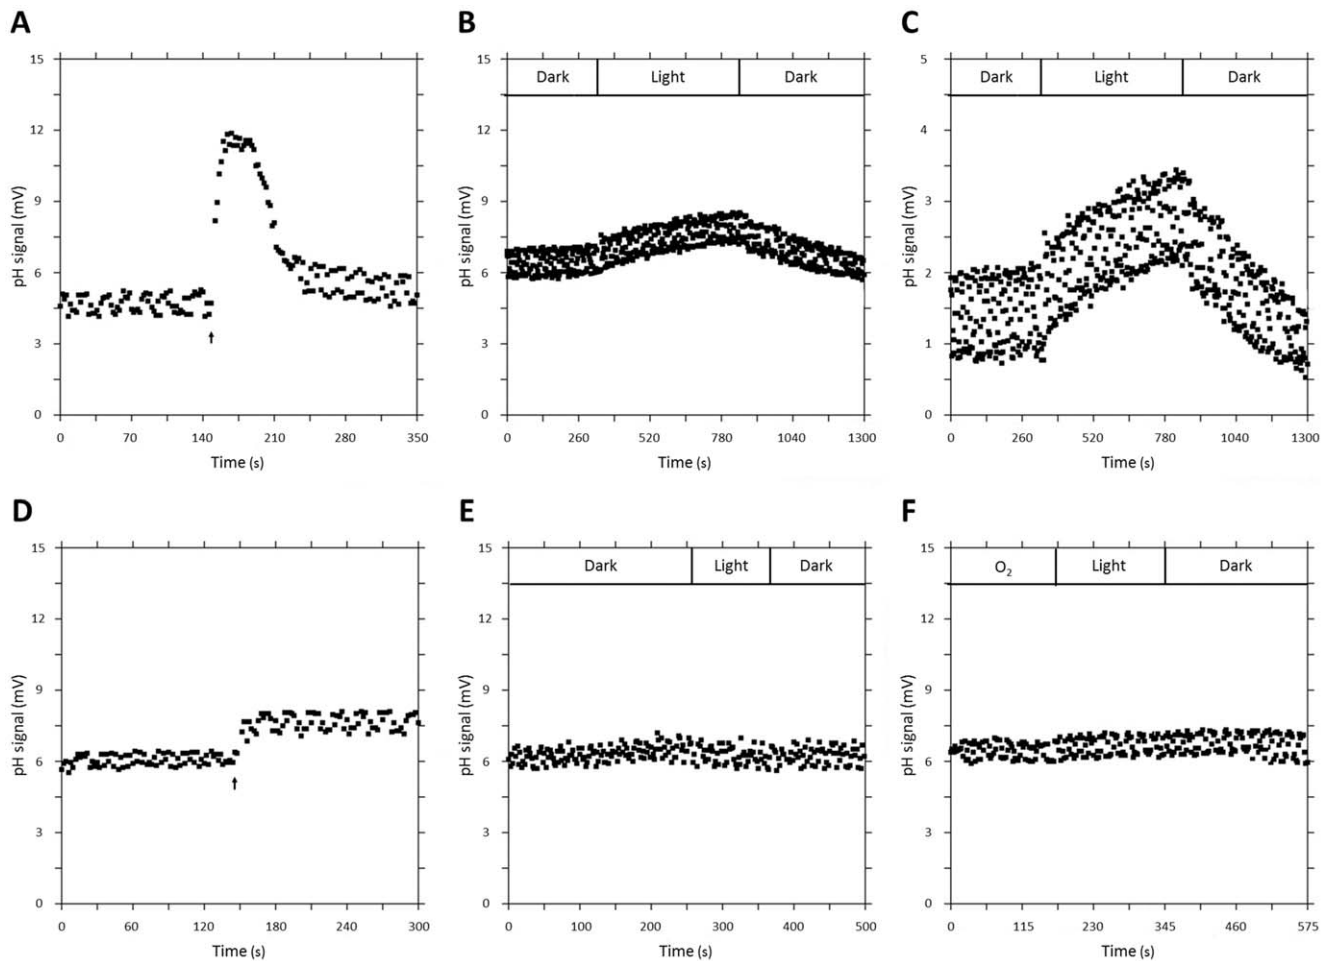 A
15
12
9
6
3
0
pH signal (mV)
0 70 140 210 280 350
Time (s)
B
Dark Light Dark
15
12
9
6
3
0
pH signal (mV)
0 260 520 780 1040 1300
Time (s)
C
Dark Light Dark
5
4
3
2
1
0
pH signal (mV)
0 260 520 780 1040 1300
Time (s)
D
15
12
9
6
3
0
pH signal (mV)
0 60 120 180 240 300
Time (s)
E
Dark Light Dark
15
12
9
6
3
0
pH signal (mV)
0 100 200 300 400 500
Time (s)
F
O₂ Light Dark
15
12
9
6
3
0
pH signal (mV)
0 115 230 345 460 575
Time (s)